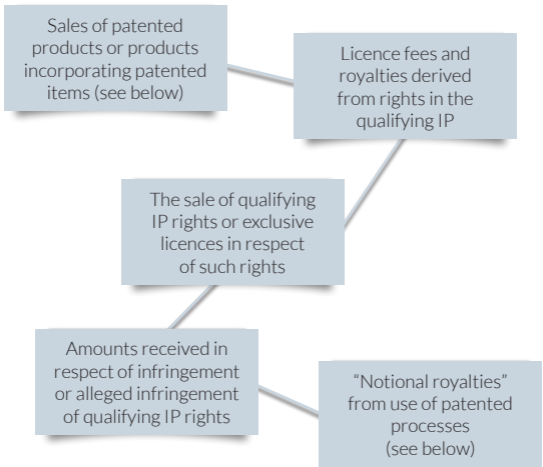 Sales of patented
products or products
incorporating patented
items (see below)
Licence fees and
royalties derived
from rights in the
qualifying IP
The sale of qualifying
IP rights or exclusive
licences in respect
of such rights
Amounts received in
respect of infringement
or alleged infringement
of qualifying IP rights
“Notional royalties”
from use of patented
processes
(see below)